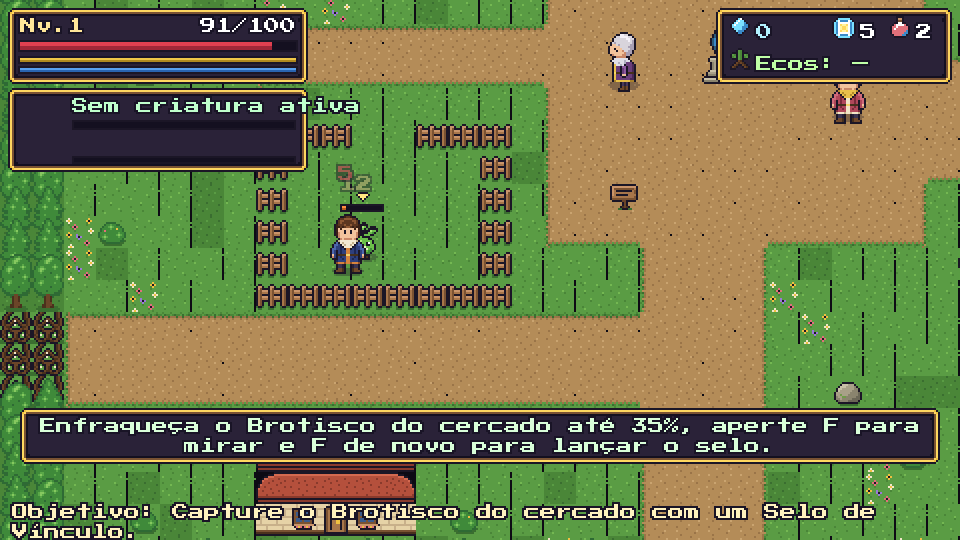 Nv.1 91/100
0 5 2
Ecos: —
Sem criatura ativa
5
12
Enfraqueça o Brotisco do cercado até 35%, aperte F para
mirar e F de novo para lançar o selo.
Objetivo: Capture o Brotisco do cercado com um Selo de
Vínculo.